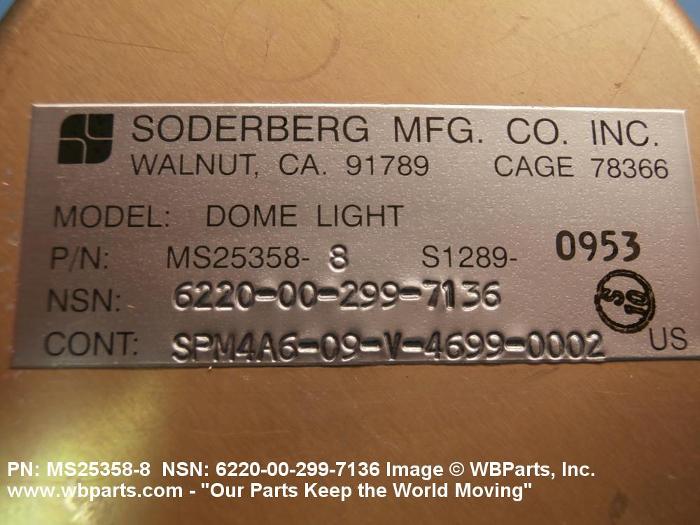 SODERBERG MFG. CO. INC.
WALNUT, CA. 91789 CAGE 78366
MODEL: DOME LIGHT
P/N: MS25358- 8 S1289- 0953
NSN: 6220-00-299-7136
CONT: SPM4A6-09-V-4699-0002 US
PN: MS25358-8 NSN: 6220-00-299-7136 Image © WBParts, Inc.
www.wbparts.com - "Our Parts Keep the World Moving"